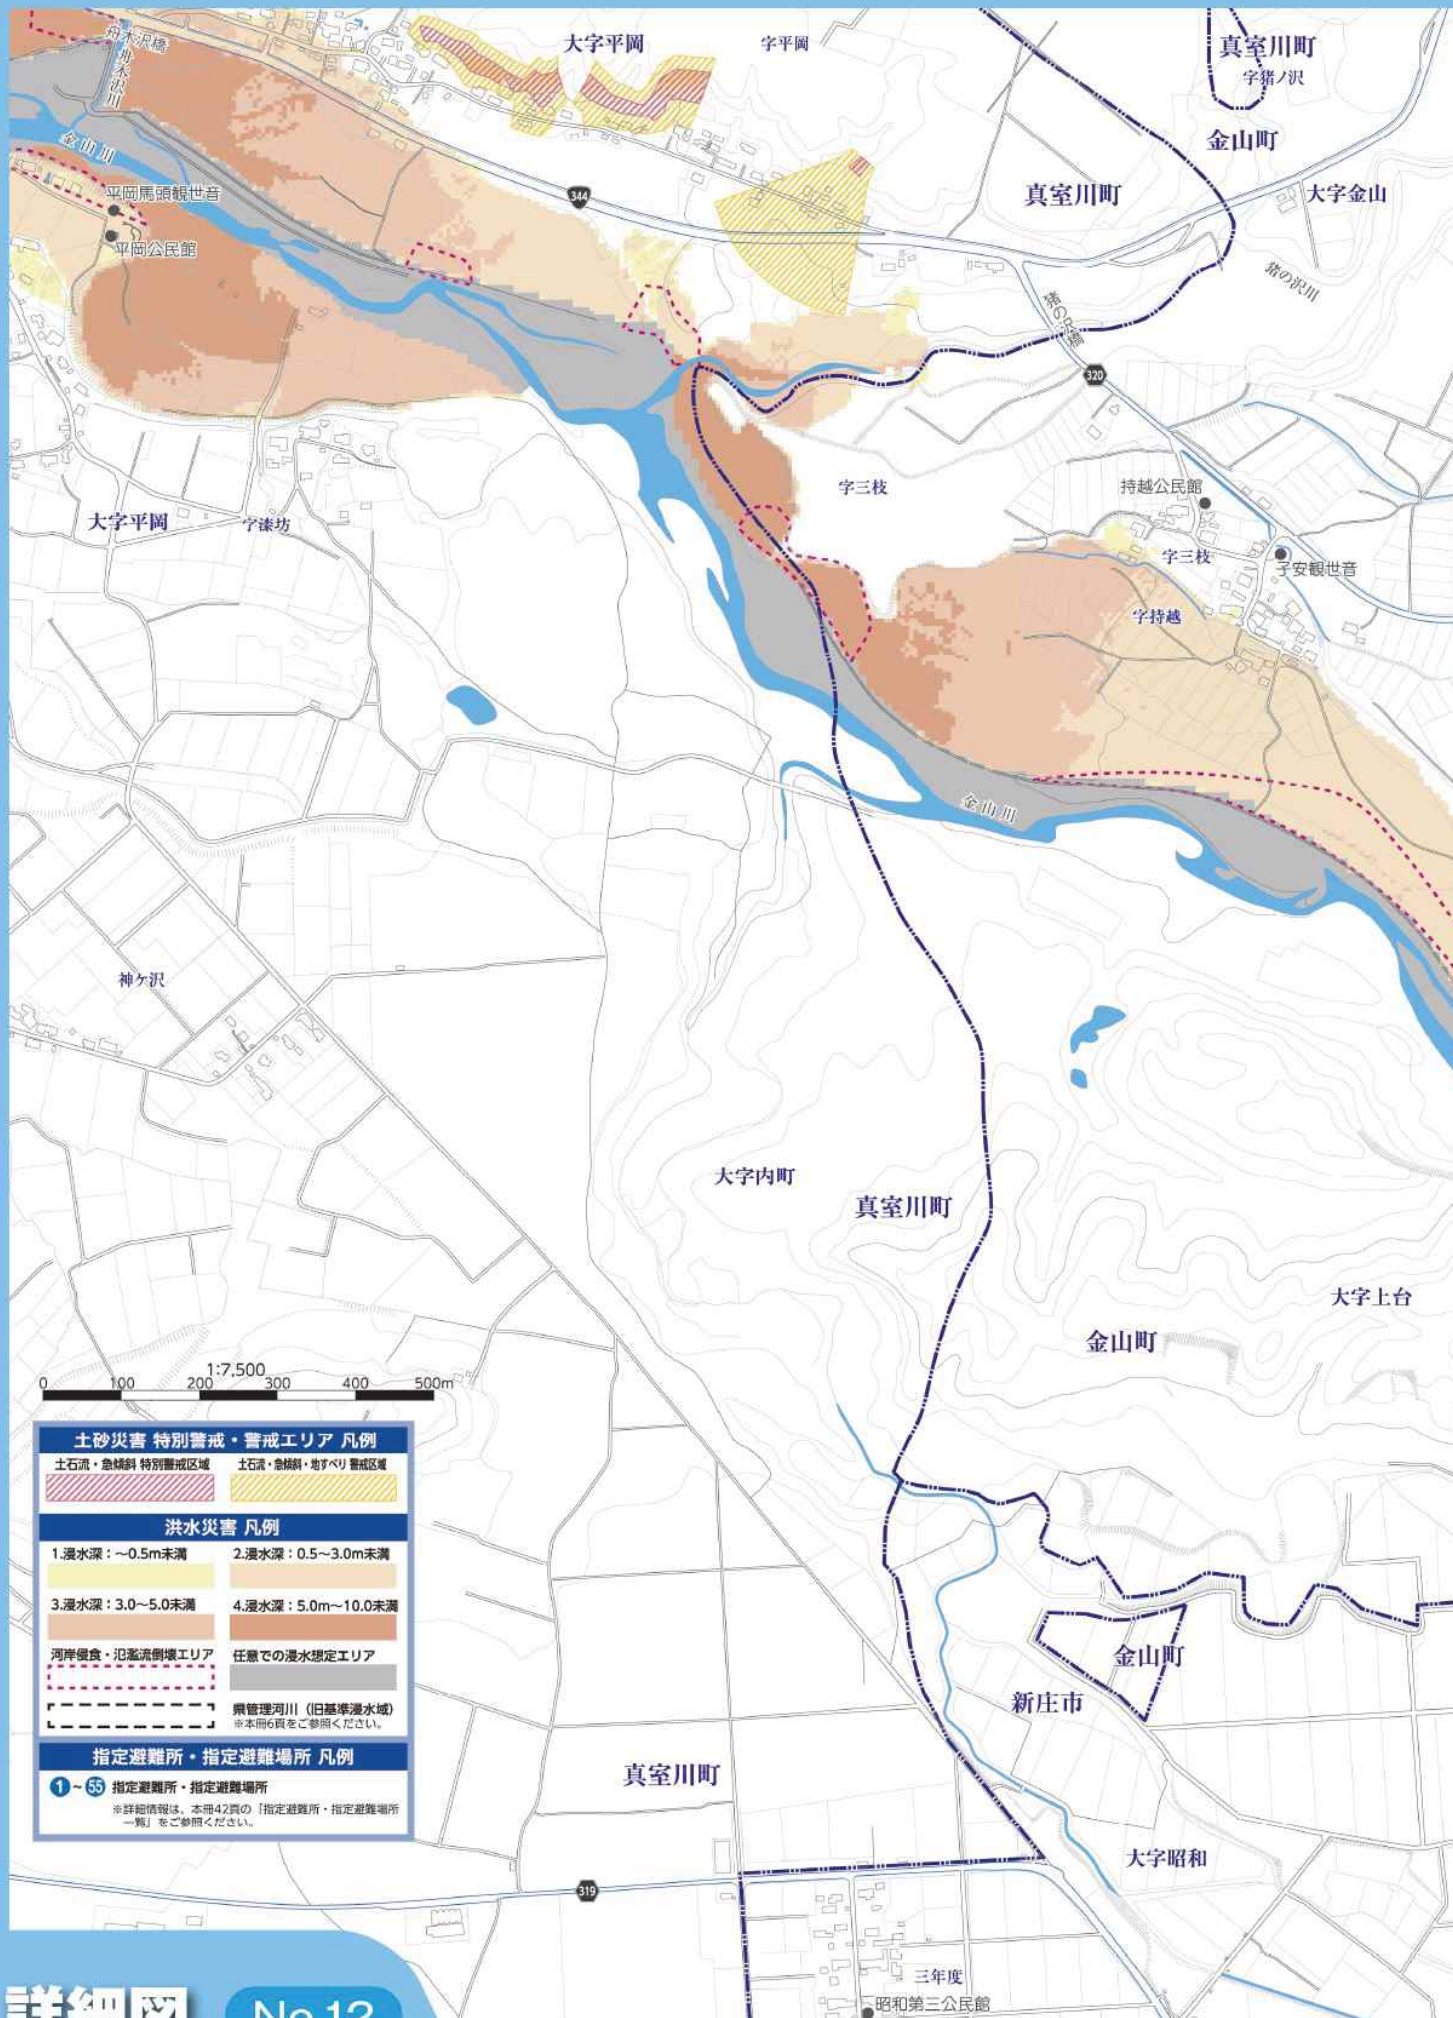 舟木沢橋
舟木沢川
大字平岡
字平岡
真室川町
字猪ノ沢
金山町
金山川
344
真室川町
大字金山
平岡馬頭観世音
平岡公民館
猪の沢川
猪の沢橋
320
字三枝
持越公民館
大字平岡
字漆坊
字三枝
子安観世音
字持越
金山川
神ケ沢
大字内町
真室川町
大字上台
金山町
1:7,500
0 100 200 300 400 500m
土砂災害 特別警戒・警戒エリア 凡例
土石流・急傾斜 特別警戒区域
土石流・急傾斜・地すべり 警戒区域
洪水災害 凡例
1.浸水深：～0.5m未満
2.浸水深：0.5～3.0m未満
3.浸水深：3.0～5.0未満
4.浸水深：5.0m～10.0未満
河岸侵食・氾濫流倒壊エリア
任意での浸水想定エリア
県管理河川（旧基準浸水域）
※本冊6頁をご参照ください。
指定避難所・指定避難場所 凡例
1～55 指定避難所・指定避難場所
※詳細情報は、本冊42頁の「指定避難所・指定避難場所
一覧」をご参照ください。
金山町
新庄市
真室川町
大字昭和
319
三年度
昭和第三公民館
詳細図
No.12